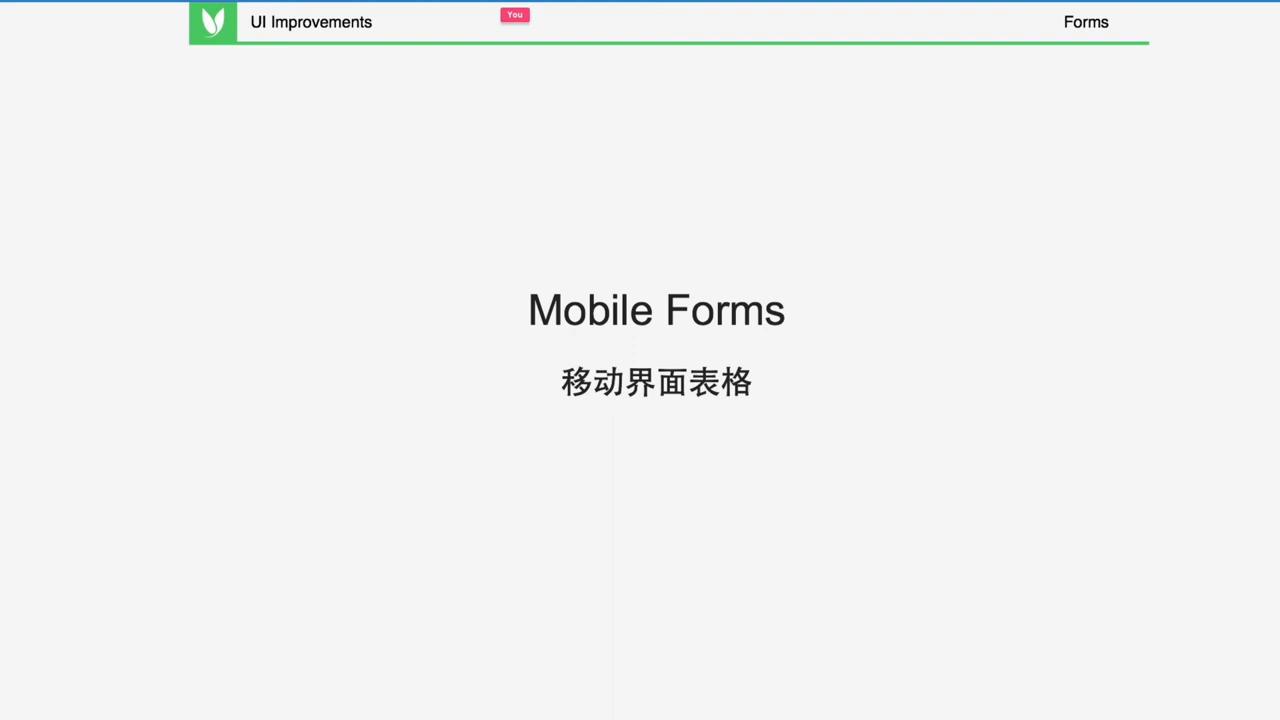 UI Improvements
You
Forms
Mobile Forms
移动界面表格